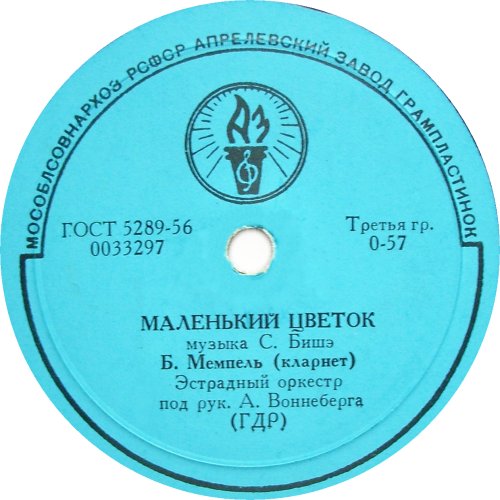 МОСОБЛСОВНАРХОЗ РСФСР АПРЕЛЕВСКИЙ ЗАВОД ГРАМПЛАСТИНОК
АЗ
ГОСТ 5289-56
0033297
Третья гр.
0-57
МАЛЕНЬКИЙ ЦВЕТОК
музыка С. Бишэ
Б. Мемпель (кларнет)
Эстрадный оркестр
под рук. А. Воннеберга
(ГДР)